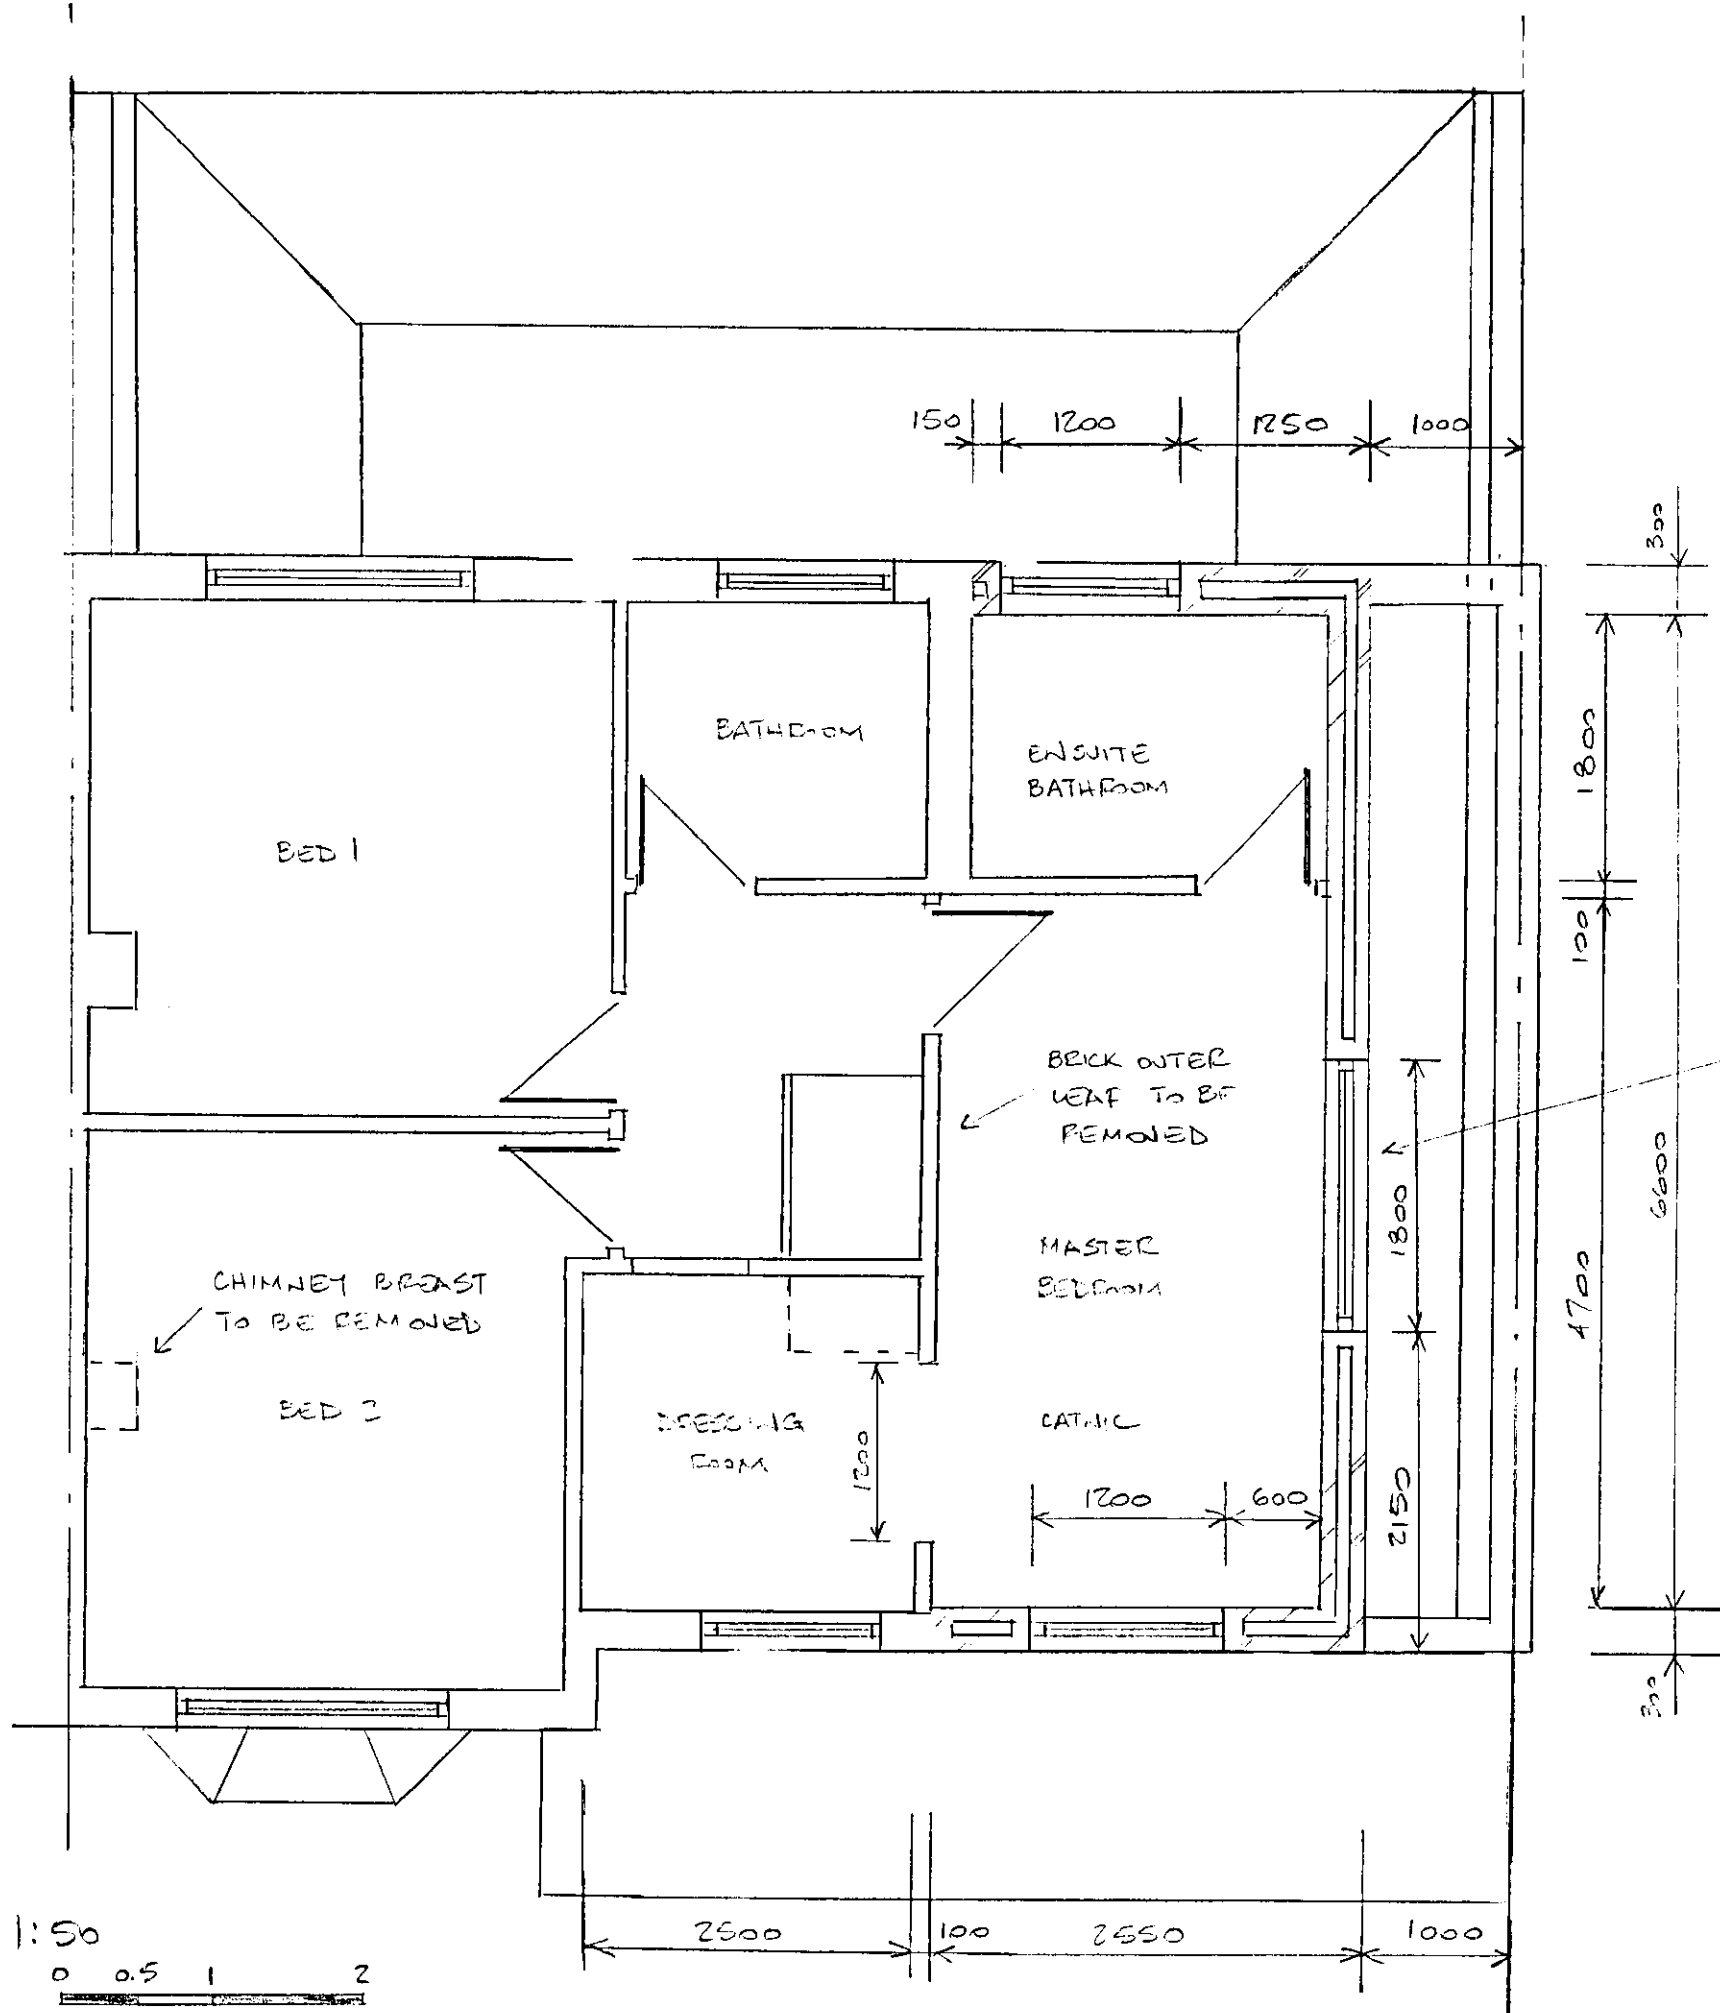 150
1200
1250
1000
300
BATHROOM
ENSUITE
BATHROOM
1800
BED 1
100
BRICK OUTER
LEAF TO BE
REMOVED
6600
1800
MASTER
BEDROOM
4700
CHIMNEY BREAST
TO BE REMOVED
BED 2
DRESSING
ROOM
1200
CATNIC
1200
600
2150
300
2500
100
2550
1000
1:50
0 0.5 1 2